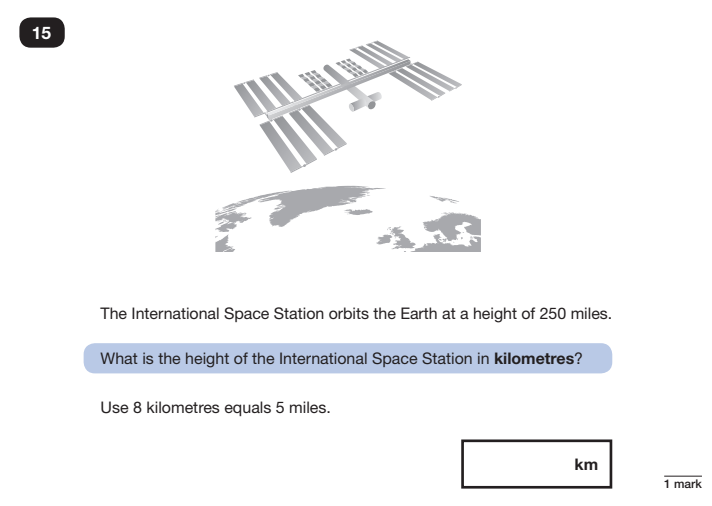 15
The International Space Station orbits the Earth at a height of 250 miles.
What is the height of the International Space Station in kilometres?
Use 8 kilometres equals 5 miles.
km
1 mark